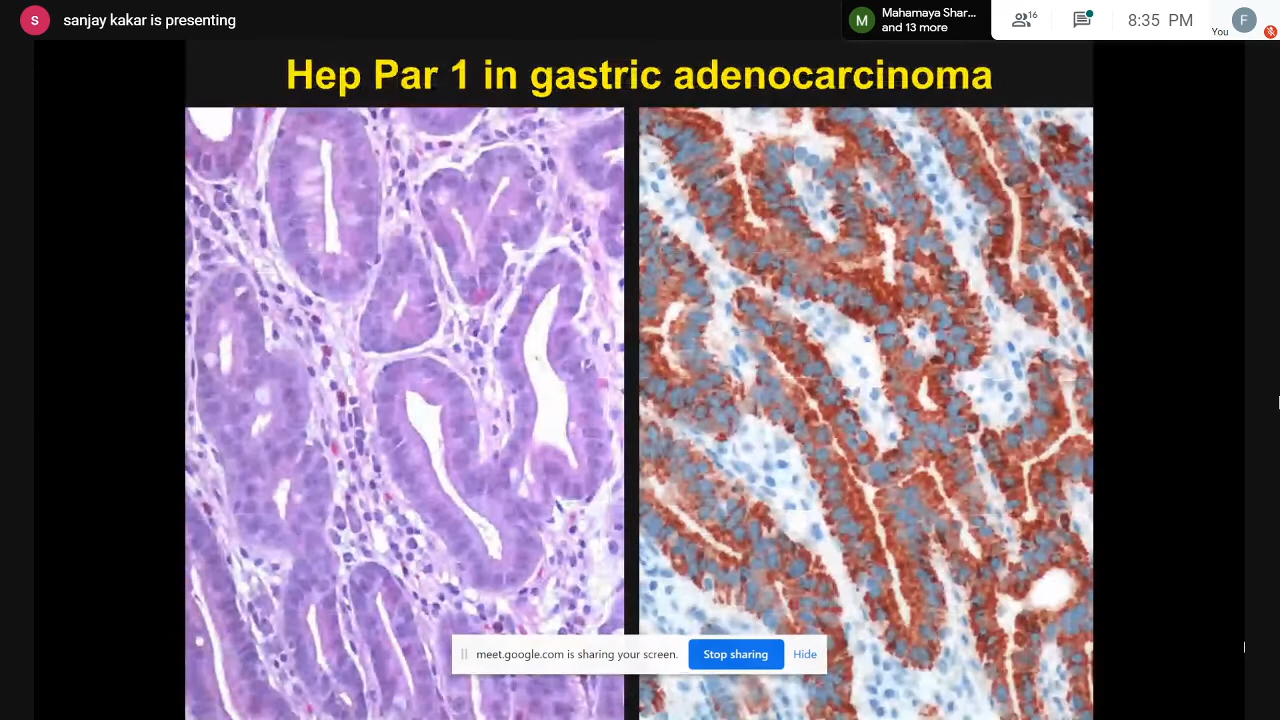 S
sanjay kakar is presenting
M
Mahamaya Shar...
and 13 more
16
8:35 PM
You
F
Hep Par 1 in gastric adenocarcinoma
meet.google.com is sharing your screen.
Stop sharing
Hide